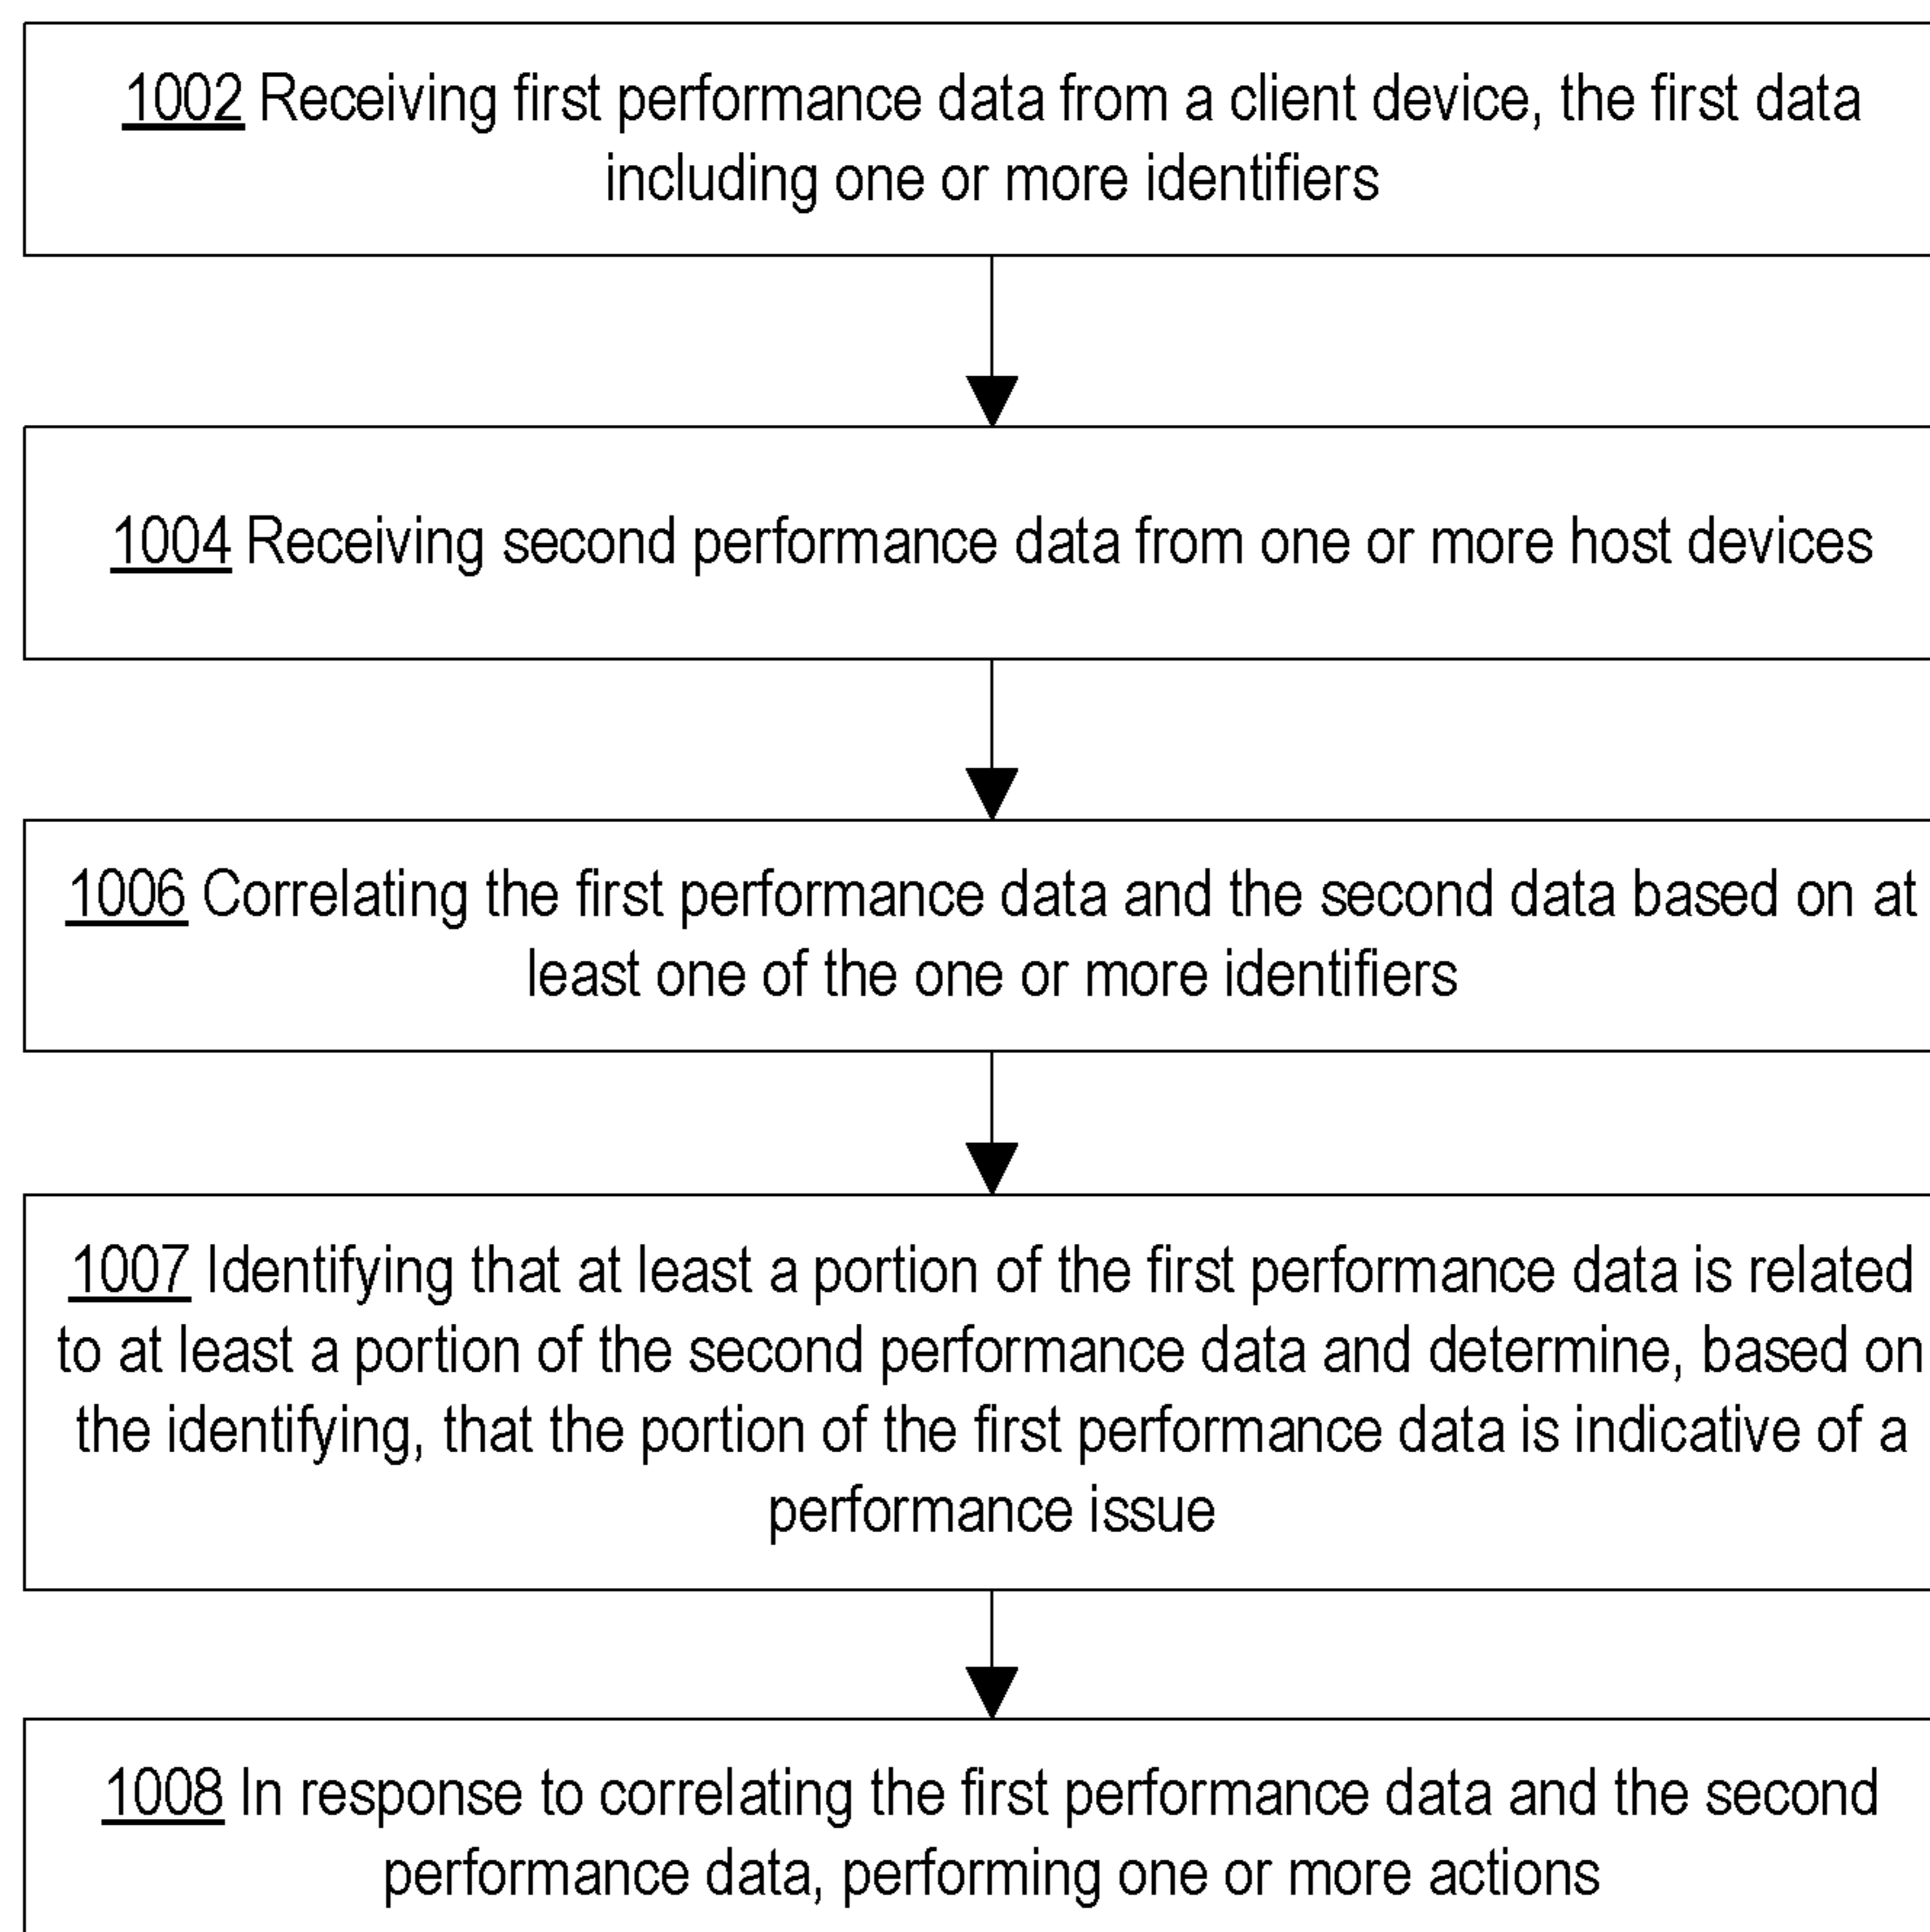 1002 Receiving first performance data from a client device, the first data
including one or more identifiers
1004 Receiving second performance data from one or more host devices
1006 Correlating the first performance data and the second data based on at
least one of the one or more identifiers
1007 Identifying that at least a portion of the first performance data is related
to at least a portion of the second performance data and determine, based on
the identifying, that the portion of the first performance data is indicative of a
performance issue
1008 In response to correlating the first performance data and the second
performance data, performing one or more actions